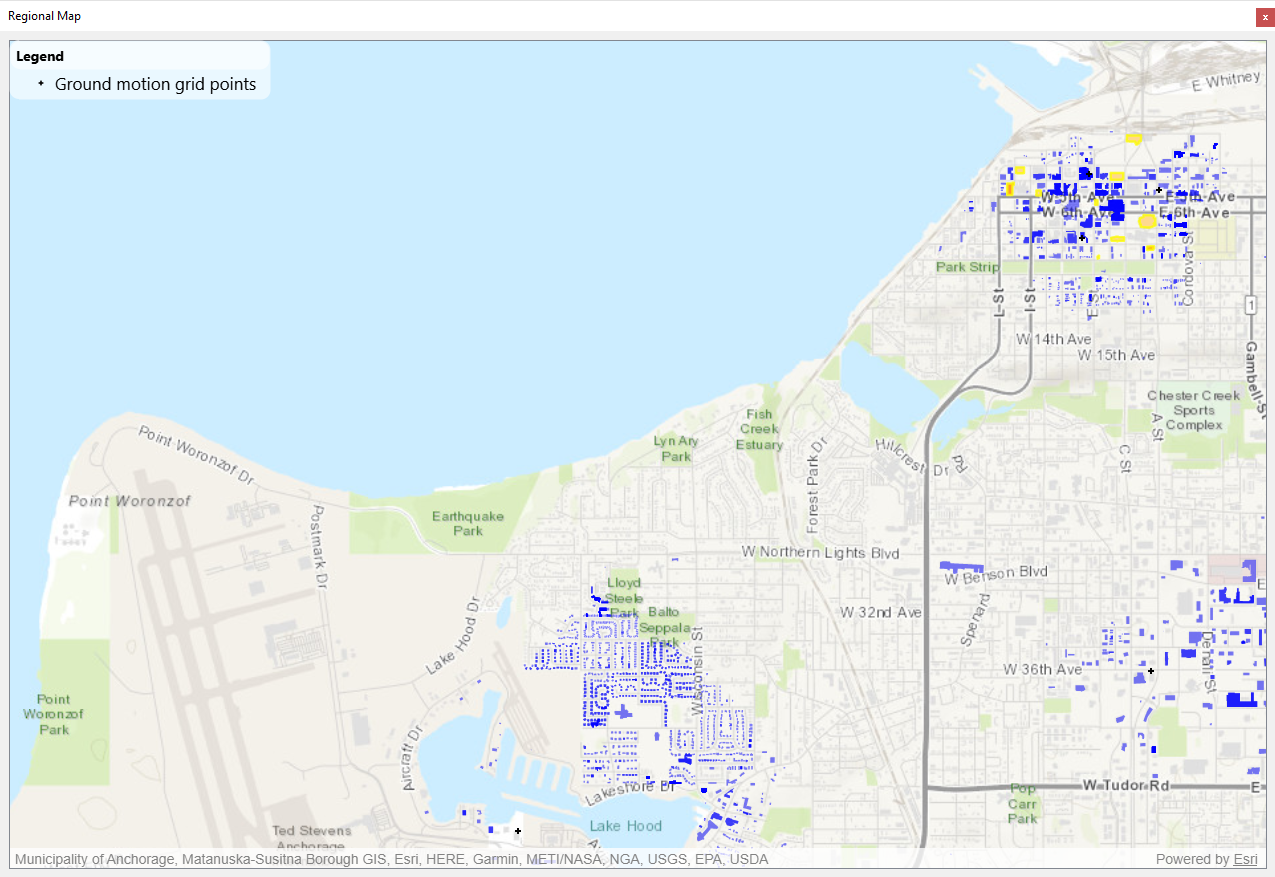 Regional Map
x
Legend
Ground motion grid points
E Whitney
W 5th Ave
E 5th Ave
W 6th Ave
E 6th Ave
Park Strip
Cordova St
L St
I St
E St
1
W 14th Ave
W 15th Ave
Gambell St
Chester Creek
Sports
Complex
A St
C St
Fish
Creek
Estuary
Lyn Ary
Park
Hillcrest Dr
Rd
Forest Park Dr
Point Woronzof Dr
Point Woronzof
Postmark Dr
Earthquake
Park
W Northern Lights Blvd
W Benson Blvd
E
Lloyd
Steele
Park
Balto
Seppala
Park
Lake Hood Dr
Wisconsin St
W 32nd Ave
Spenard
W 36th Ave
Denali St
Point
Woronzof
Park
Aircraft Dr
Lakeshore Dr
W Tudor Rd
E
Pop
Carr
Park
Lake Hood
Ted Stevens
Anchorage
A
Municipality of Anchorage, Matanuska-Susitna Borough GIS, Esri, HERE, Garmin, METI/NASA, NGA, USGS, EPA, USDA
Powered by Esri